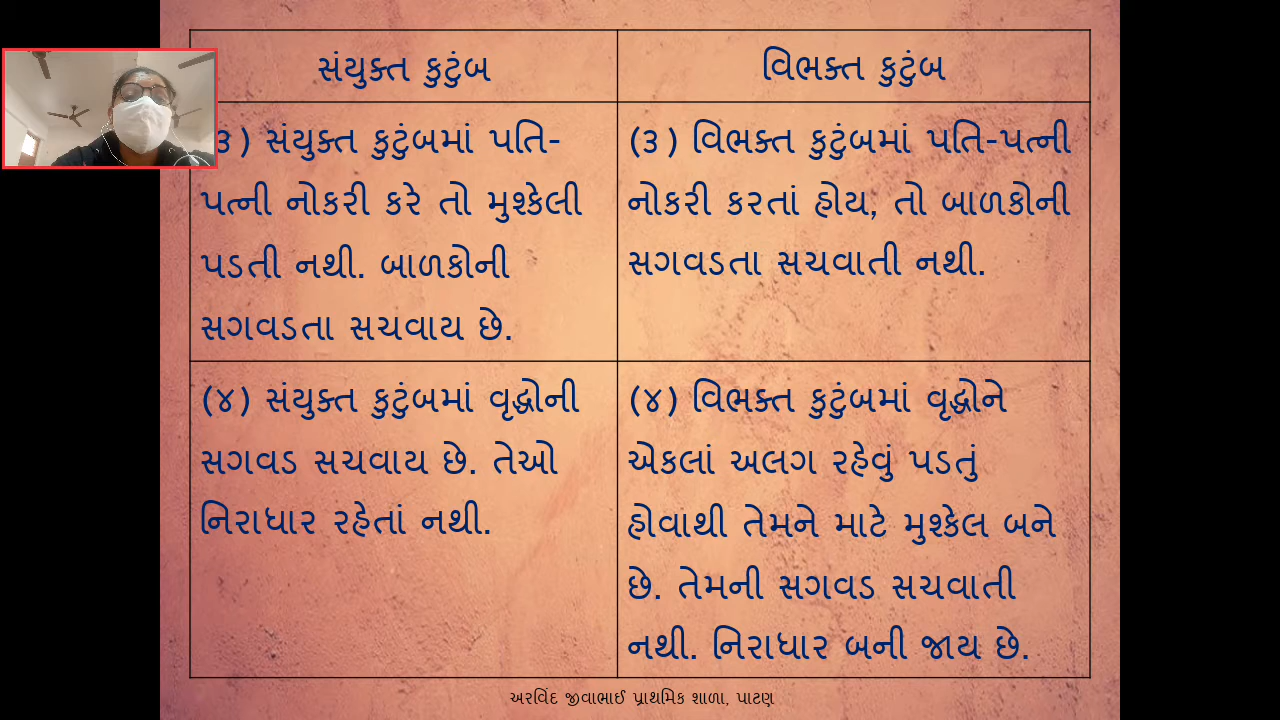 સંયુક્ત કુટુંબ
વિભક્ત કુટુંબ
૩) સંયુક્ત કુટુંબમાં પતિ-
પત્ની નોકરી કરે તો મુશ્કેલી
પડતી નથી. બાળકોની
સગવડતા સચવાય છે.
(૩) વિભક્ત કુટુંબમાં પતિ-પત્ની
નોકરી કરતાં હોય, તો બાળકોની
સગવડતા સચવાતી નથી.
(૪) સંયુક્ત કુટુંબમાં વૃદ્ધોની
સગવડ સચવાય છે. તેઓ
નિરાધાર રહેતાં નથી.
(૪) વિભક્ત કુટુંબમાં વૃદ્ધોને
એકલાં અલગ રહેવું પડતું
હોવાથી તેમને માટે મુશ્કેલ બને
છે. તેમની સગવડ સચવાતી
નથી. નિરાધાર બની જાય છે.
અરવિંદ જીવાભાઈ પ્રાથમિક શાળા, પાટણ